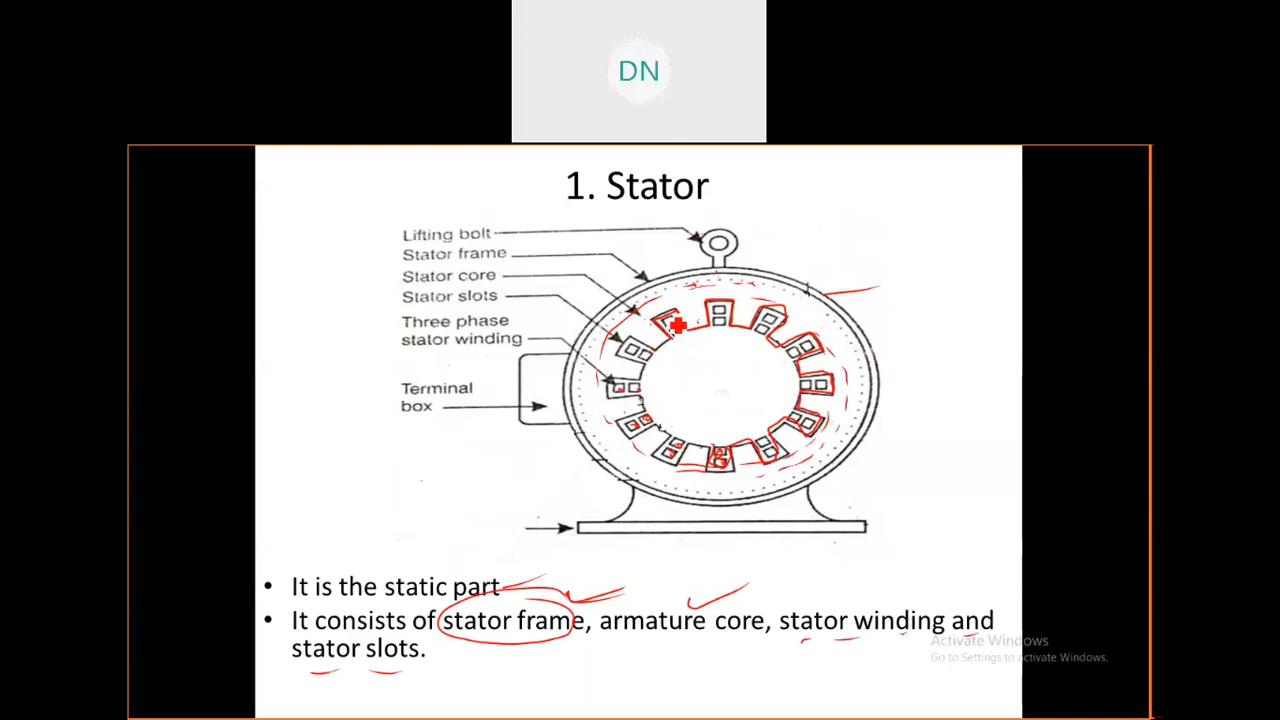 DN
1. Stator
Lifting bolt
Stator frame
Stator core
Stator slots
Three phase
stator winding
Terminal
box
• It is the static part
• It consists of stator frame, armature core, stator winding and
stator slots.
Activate Windows
Go to Settings to activate Windows.